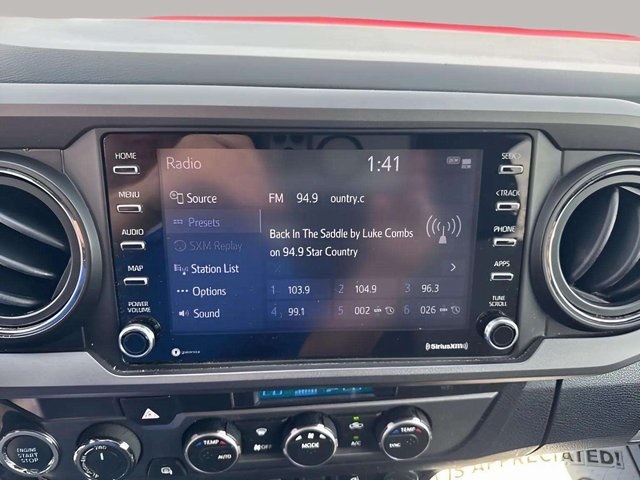 HOME
MENU
AUDIO
MAP
POWER
VOLUME
Radio
1:41
Source
Presets
SXM Replay
Station List
Options
Sound
FM 94.9 ountry.c
Back In The Saddle by Luke Combs
on 94.9 Star Country
1 103.9 2 104.9 3 96.3
4 99.1 5 002 6 026
SiriusXM
SEEK
<TRACK
PHONE
APPS
TUNE
SCROLL
ENGINE
START
STOP
TEMP
AUTO
OFF
MODE
TEMP
SYNC
IS APPRECIATED!